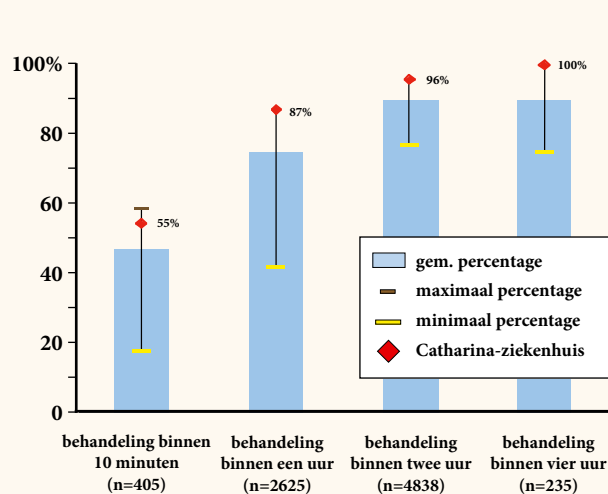 100%
80
60
40
20
0
55%
87%
96%
100%
gem. percentage
maximaal percentage
minimaal percentage
Catharina-ziekenhuis
behandeling binnen
10 minuten
(n=405)
behandeling
binnen een uur
(n=2625)
behandeling
binnen twee uur
(n=4838)
behandeling
binnen vier uur
(n=235)